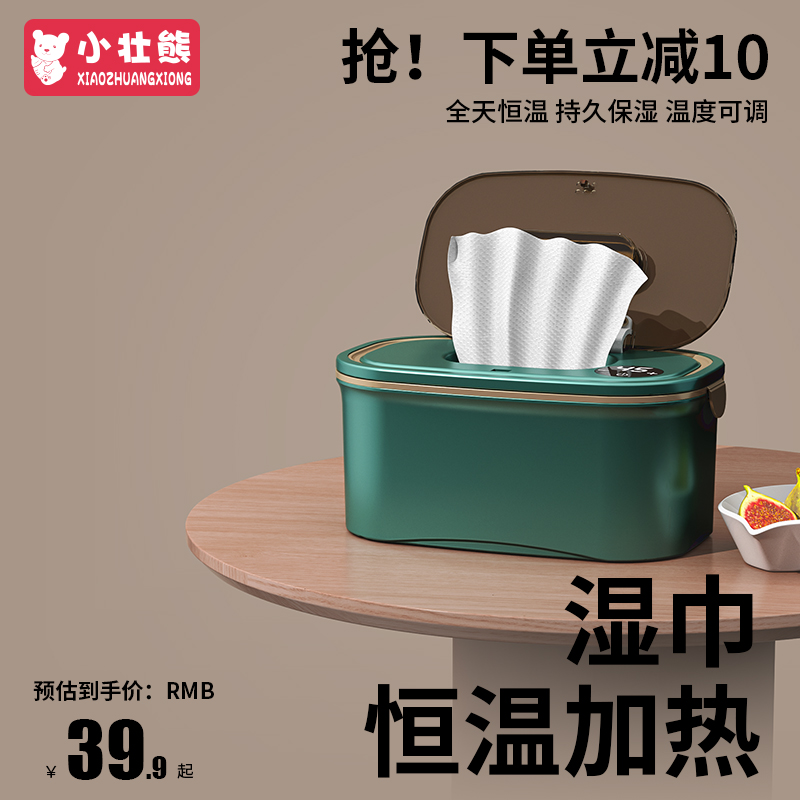 小壮熊
XIAOZHUANGXIONG
抢！下单立减10
全天恒温 持久保湿 温度可调
45
湿巾
恒温加热
预估到手价：RMB
¥ 39.9 起